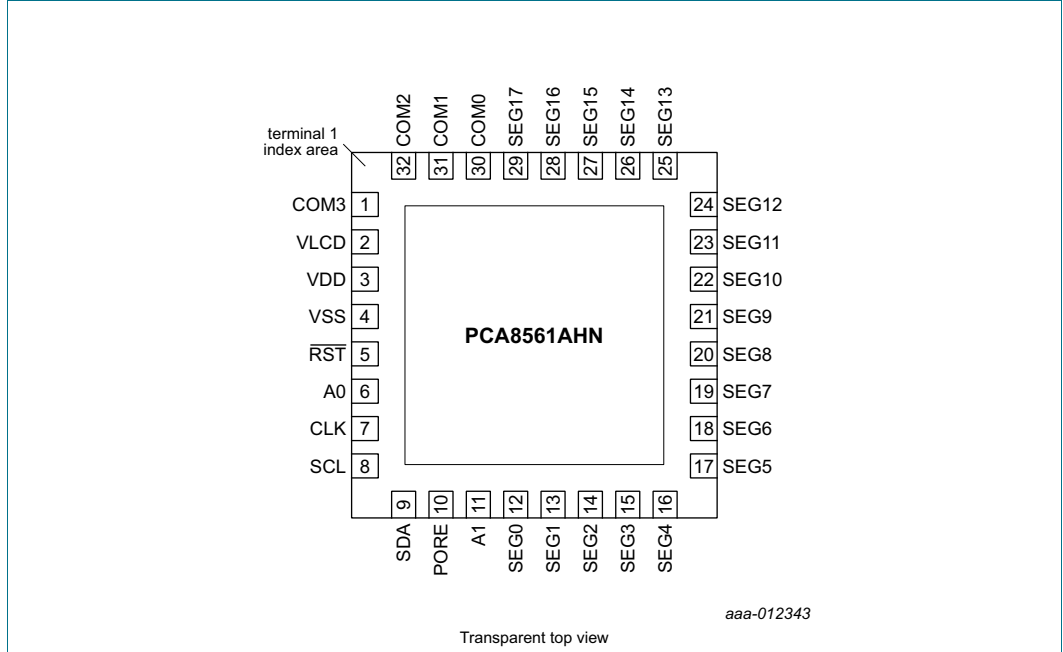 COM2
COM1
COM0
SEG17
SEG16
SEG15
SEG14
SEG13
terminal 1
index area
32
31
30
29
28
27
26
25
COM3 1
VLCD 2
VDD 3
VSS 4
RST 5
A0 6
CLK 7
SCL 8
PCA8561AHN
24 SEG12
23 SEG11
22 SEG10
21 SEG9
20 SEG8
19 SEG7
18 SEG6
17 SEG5
9
10
11
12
13
14
15
16
SDA
PORE
A1
SEG0
SEG1
SEG2
SEG3
SEG4
aaa-012343
Transparent top view